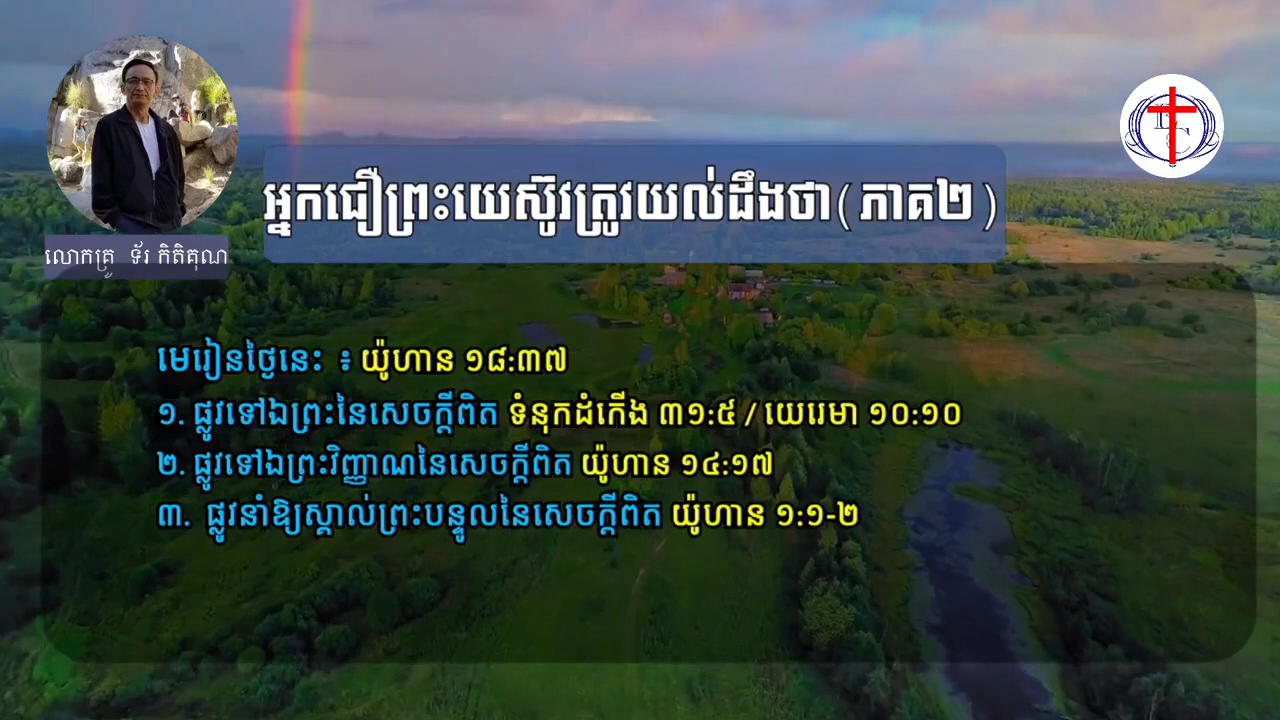 អ្នកជឿព្រះយេស៊ូវត្រូវយល់ដឹងថា(ភាគ២)
លោកគ្រូ ទ័រ កិតិគុណ
មេរៀនថ្ងៃនេះ ៖ យ៉ូហាន ១៨:៣៧
១. ផ្លូវទៅឯព្រះនៃសេចក្តីពិត ទំនុកដំកើង ៣១:៥ / យេរេមា ១០:១០
២. ផ្លូវទៅឯព្រះវិញ្ញាណនៃសេចក្តីពិត យ៉ូហាន ១៤:១៧
៣. ផ្លូវនាំឱ្យស្គាល់ព្រះបន្ទូលនៃសេចក្តីពិត យ៉ូហាន ១:១-២